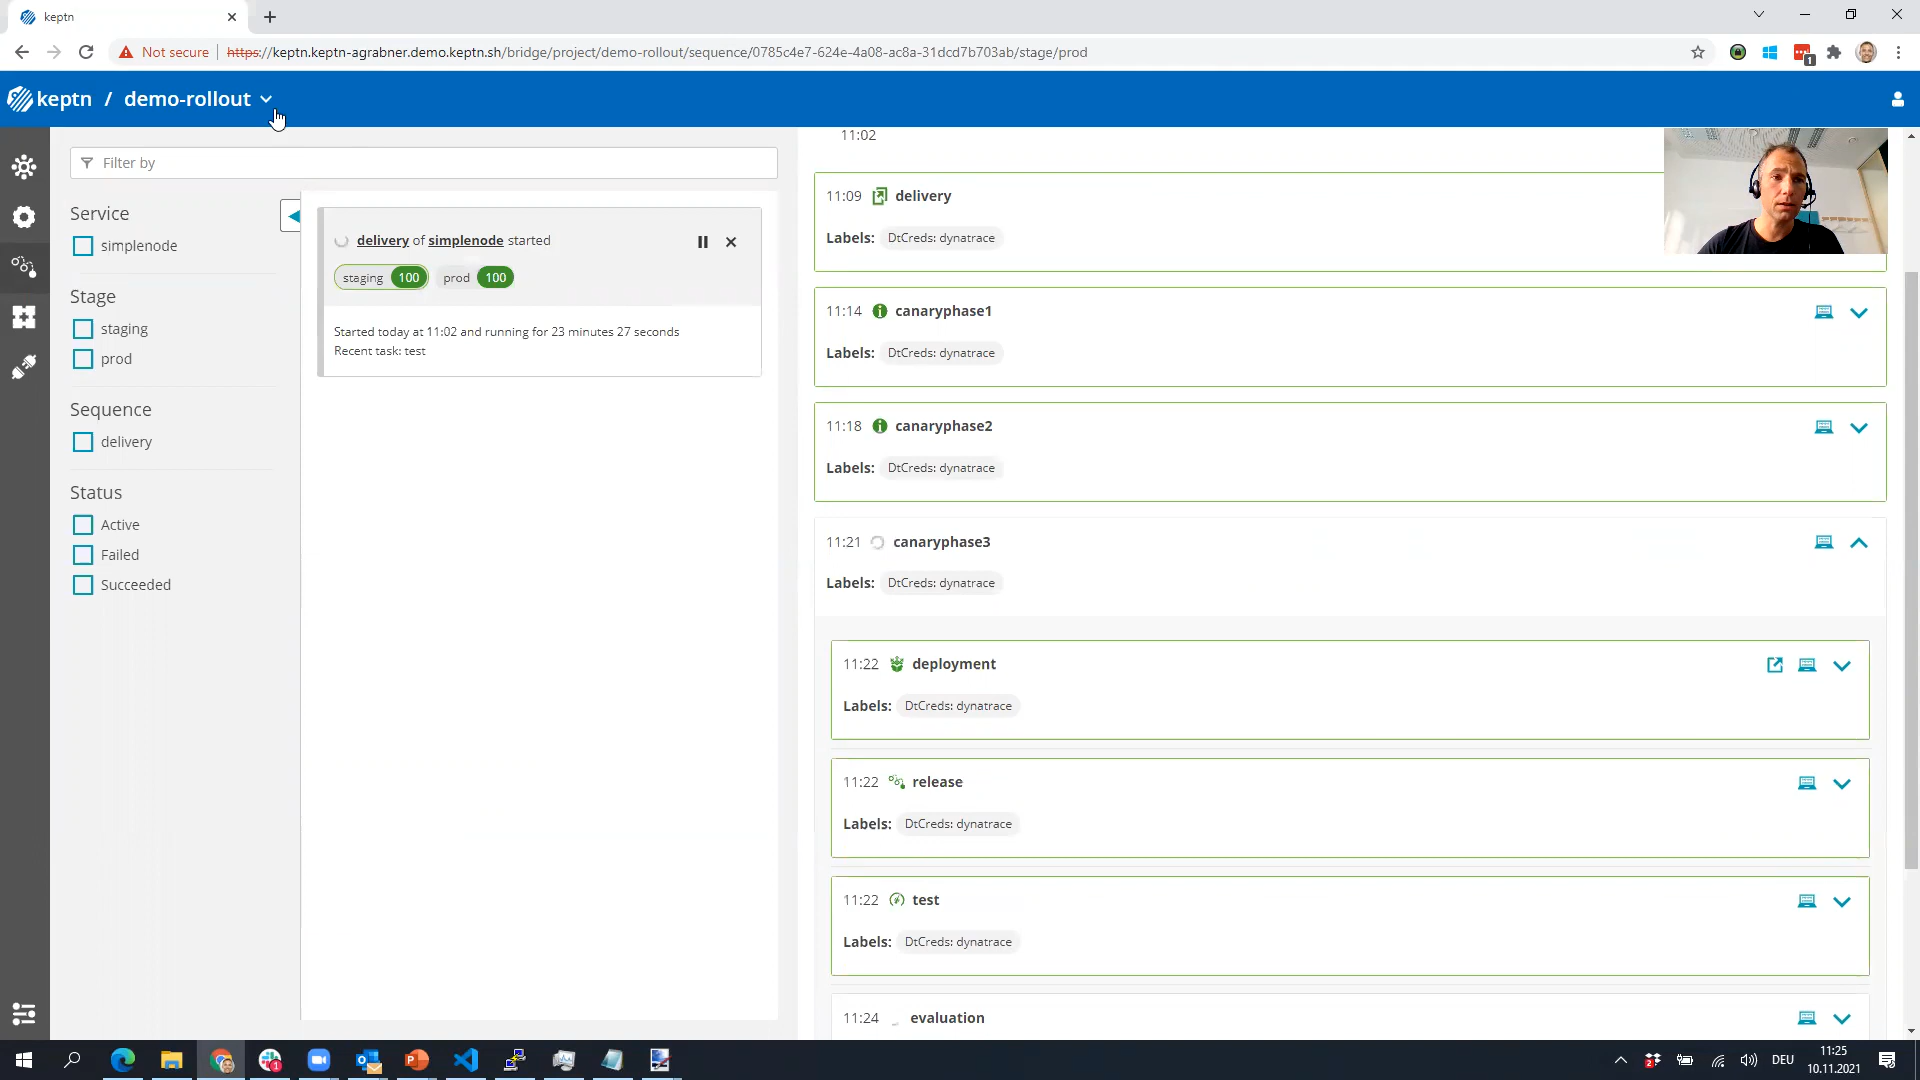 keptn
Not secure
https://keptn.keptn-agrabner.demo.keptn.sh/bridge/project/demo-rollout/sequence/0785c4e7-624e-4a08-ac8a-31dcd7b703ab/stage/prod
1
keptn / demo-rollout
Filter by
Service
simplenode
Stage
staging
prod
Sequence
delivery
Status
Active
Failed
Succeeded
delivery of simplenode started
staging 100 prod 100
Started today at 11:02 and running for 23 minutes 27 seconds
Recent task: test
11:02
11:09 delivery
Labels: DtCreds: dynatrace
11:14 canaryphase1
Labels: DtCreds: dynatrace
11:18 canaryphase2
Labels: DtCreds: dynatrace
11:21 canaryphase3
Labels: DtCreds: dynatrace
11:22 deployment
Labels: DtCreds: dynatrace
11:22 release
Labels: DtCreds: dynatrace
11:22 test
Labels: DtCreds: dynatrace
11:24 evaluation
DEU
11:25
10.11.2021